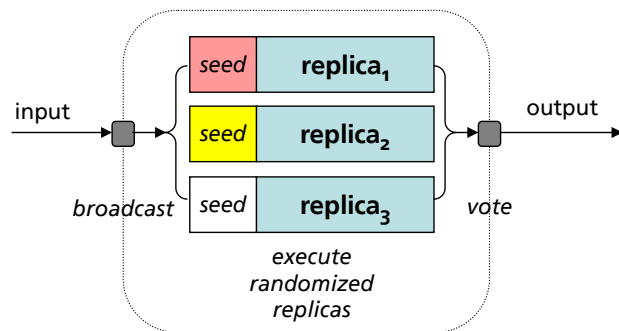 seed replica₁
input
output
seed replica₂
broadcast
seed replica₃
vote
execute
randomized
replicas